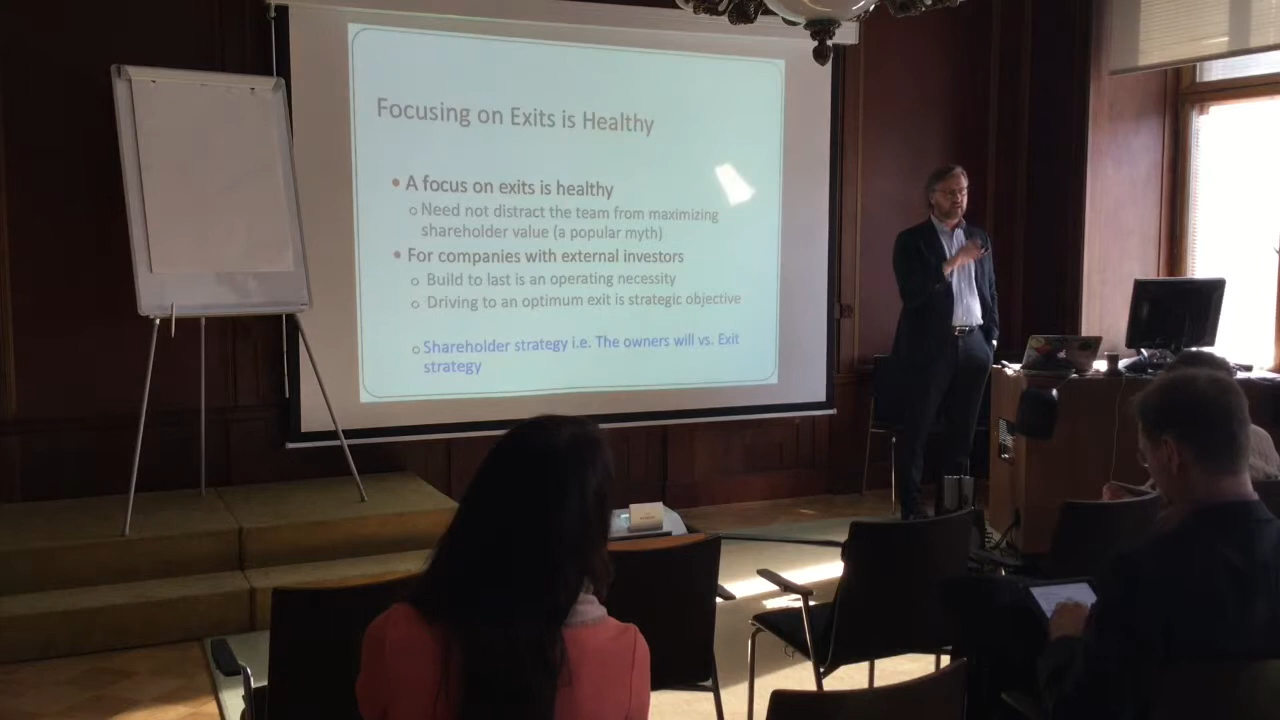 Focusing on Exits is Healthy
• A focus on exits is healthy
o Need not distract the team from maximizing
shareholder value (a popular myth)
• For companies with external investors
o Build to last is an operating necessity
o Driving to an optimum exit is strategic objective
o Shareholder strategy i.e. The owners will vs. Exit
strategy